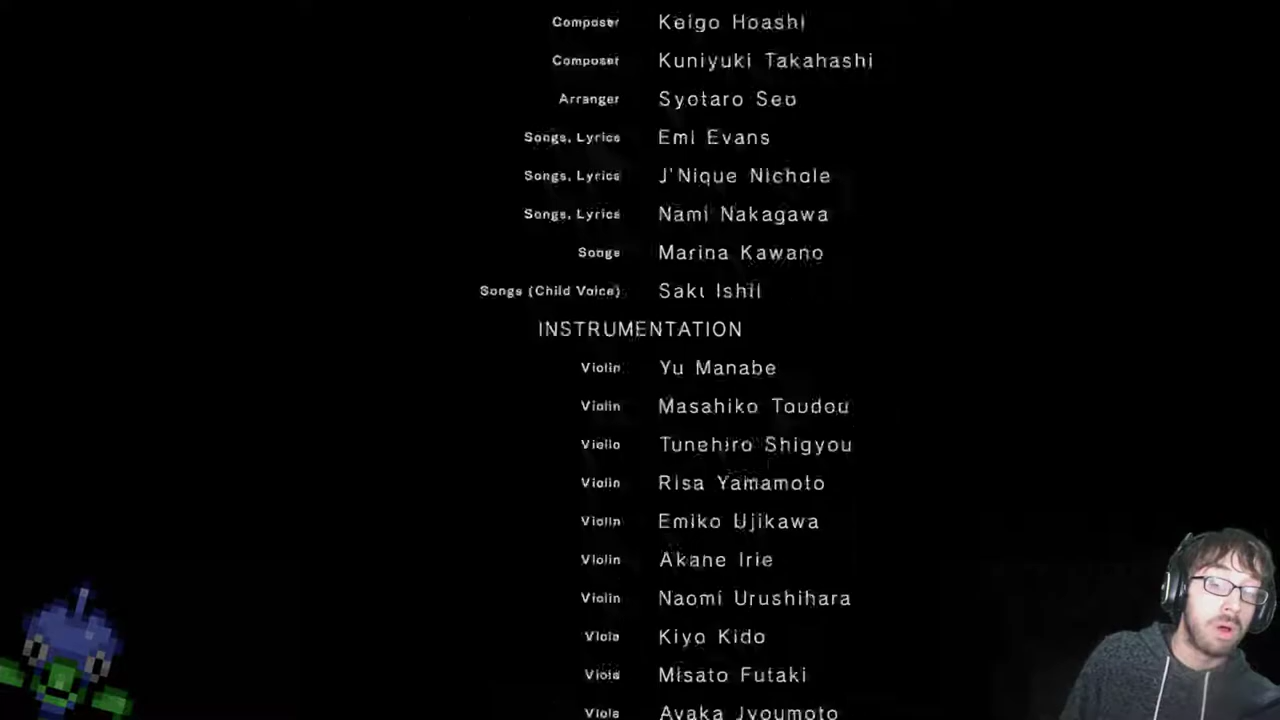 Composer Keigo Hoashi
Composer Kuniyuki Takahashi
Arranger Syotaro Seo
Songs, Lyrics Emi Evans
Songs, Lyrics J'Nique Nichole
Songs, Lyrics Nami Nakagawa
Songs Marina Kawano
Songs (Child Voice) Saki Ishii
INSTRUMENTATION
Violin Yu Manabe
Violin Masahiko Toudou
Violin Tunehiro Shigyou
Violin Risa Yamamoto
Violin Emiko Ujikawa
Violin Akane Irie
Violin Naomi Urushihara
Viola Kiyo Kido
Viola Misato Futaki
Viola Ayaka Jyoumoto